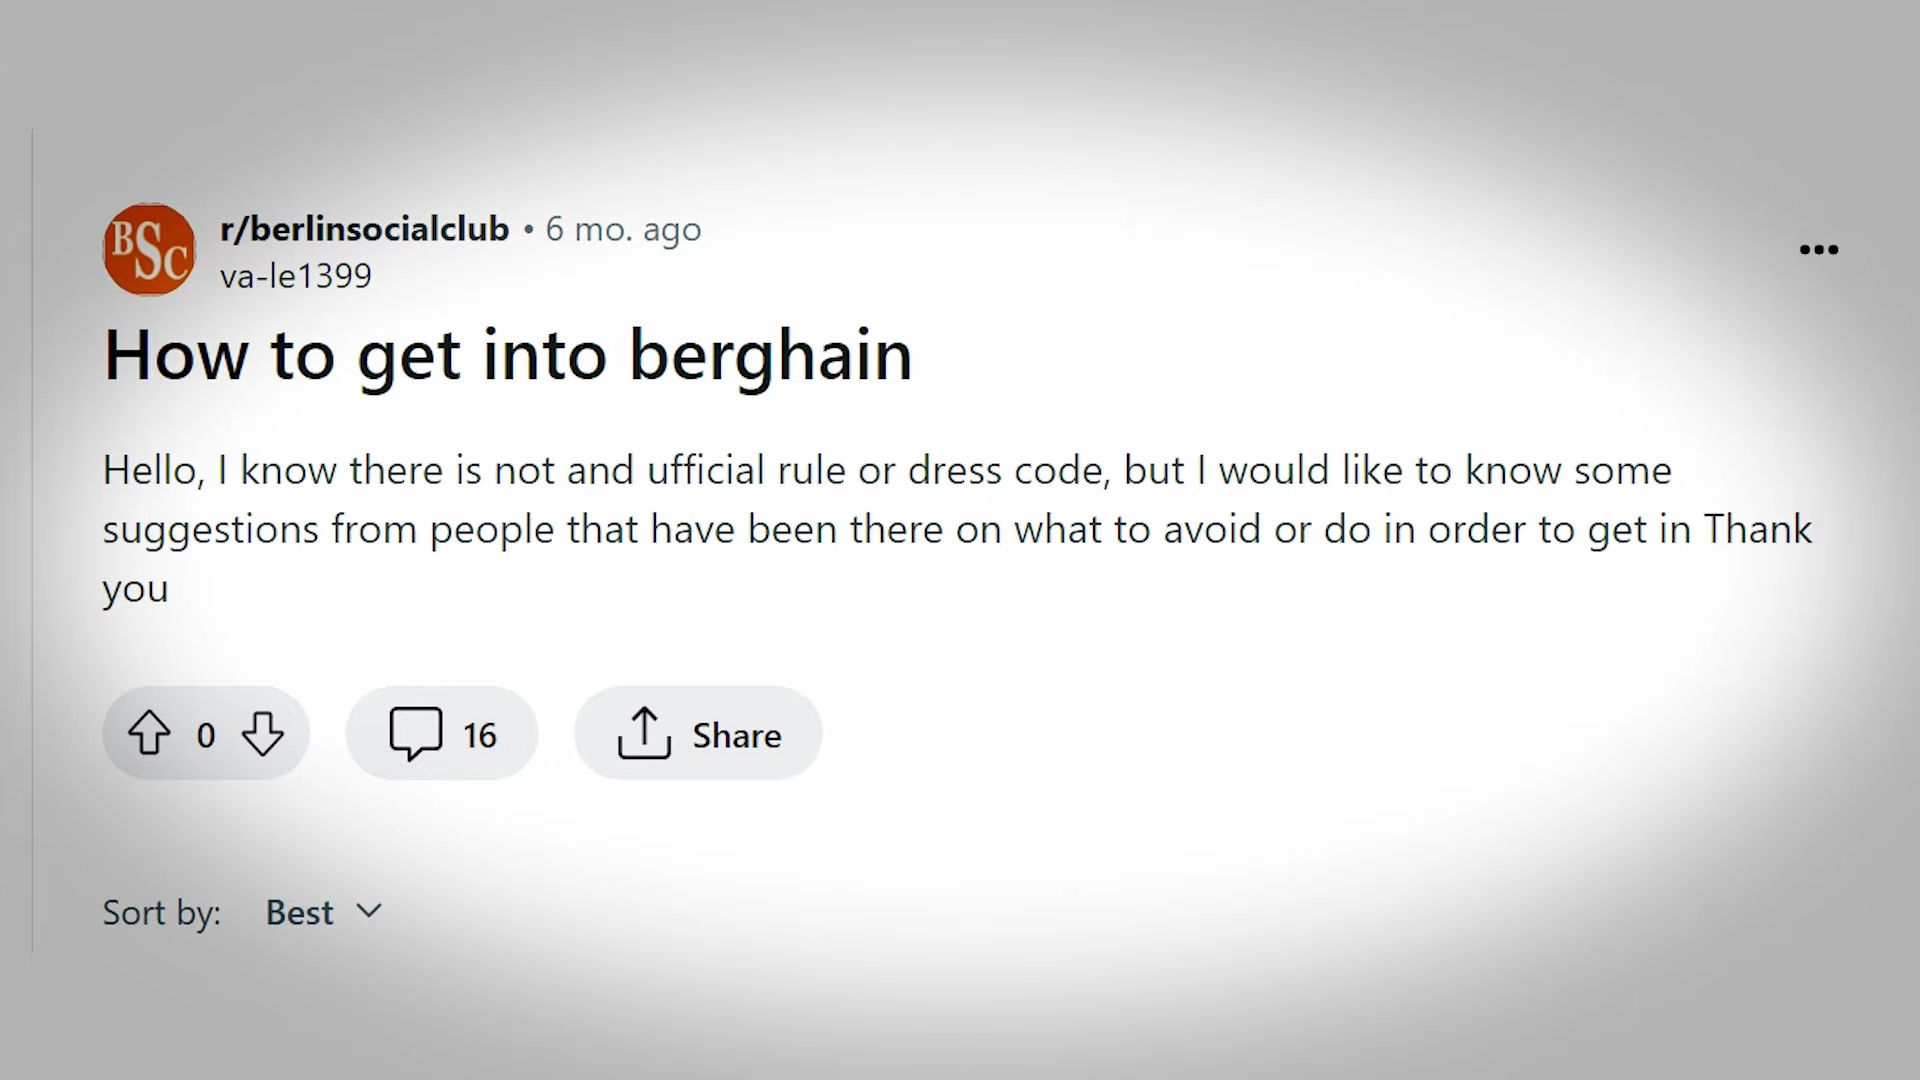 BSC
r/berlinsocialclub • 6 mo. ago
va-le1399
How to get into berghain
Hello, I know there is not and ufficial rule or dress code, but I would like to know some
suggestions from people that have been there on what to avoid or do in order to get in Thank
you
0 16 Share
Sort by: Best